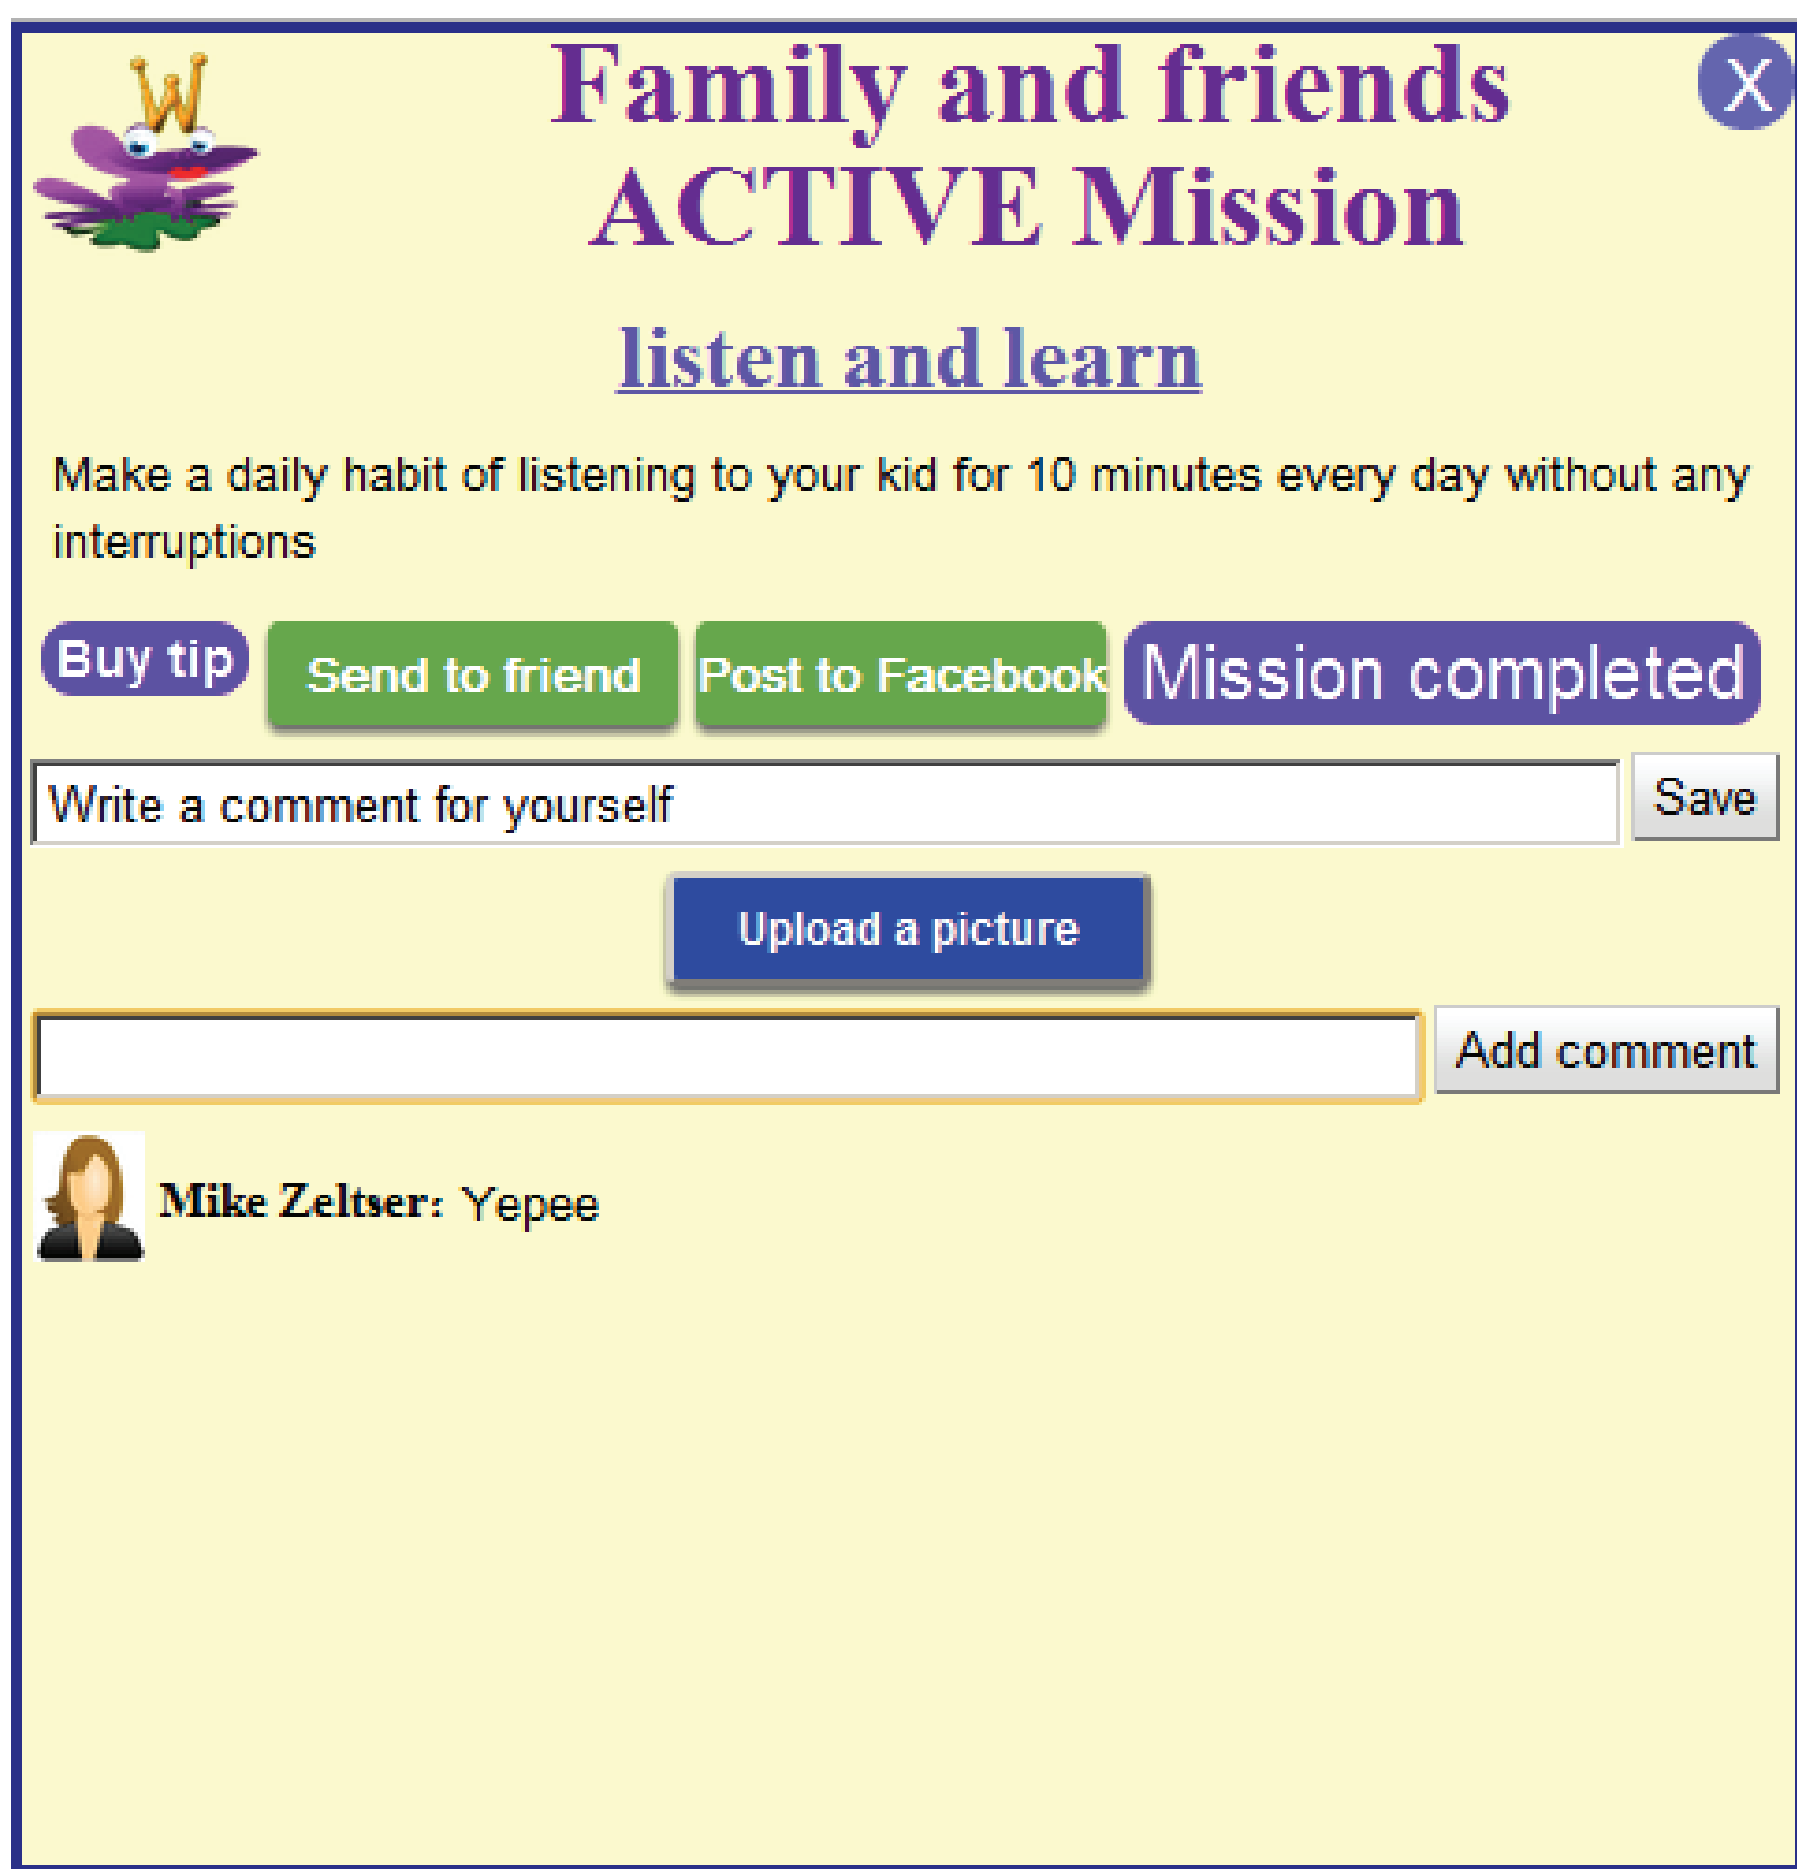 Family and friends
X
ACTIVE Mission
listen and learn
Make a daily habit of listening to your kid for 10 minutes every day without any
interruptions
Buy tip
Send to friend
Post to Facebook
Mission completed
Write a comment for yourself
Save
Upload a picture
Add comment
Mike Zeltser: Yepee